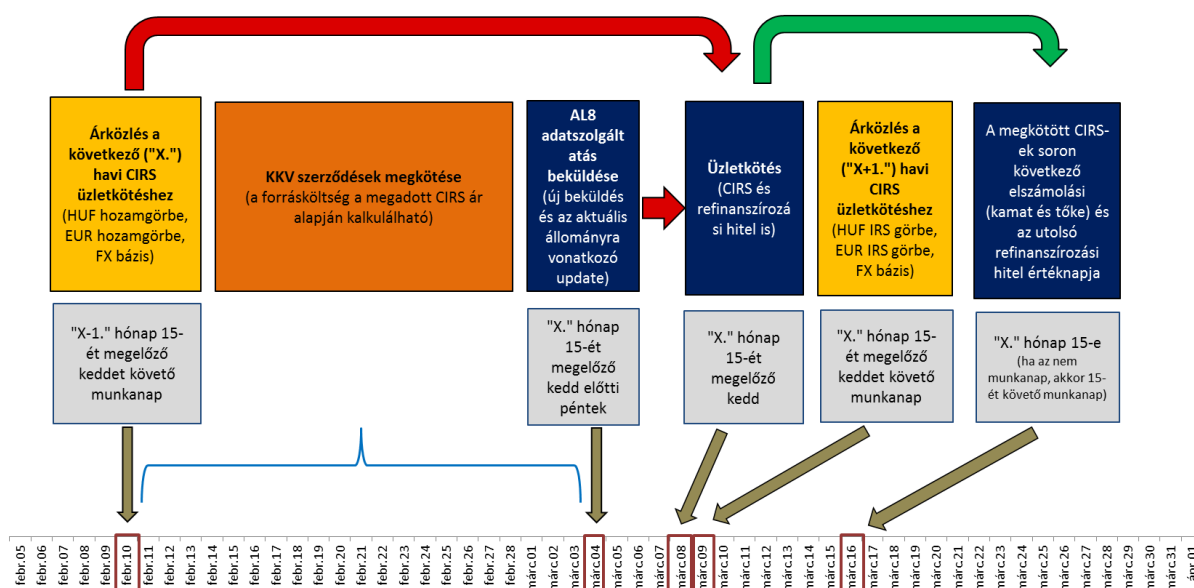 Árközlés a
következő ("X.")
havi CIRS
üzletkötéshez
(HUF hozamgörbe,
EUR hozamgörbe,
FX bázis)
KKV szerződések megkötése
(a forrásköltség a megadott CIRS ár
alapján kalkulálható)
AL8
adatszolgált
atás
beküldése
(új beküldés
és az aktuális
állományra
vonatkozó
update)
Üzletkötés
(CIRS és
refinanszírozá
si hitel is)
Árközlés a
következő
("X+1.") havi
CIRS
üzletkötéshez
(HUF IRS görbe,
EUR IRS görbe,
FX bázis)
A megkötött CIRS-
ek soron
következő
elszámolási
(kamat és tőke) és
az utolsó
refinanszírozási
hitel értéknapja
"X-1." hónap 15-
ét megelőző
keddet követő
munkanap
"X." hónap
15-ét
megelőző
kedd előtti
péntek
"X." hónap
15-ét
megelőző
kedd
"X." hónap 15-
ét megelőző
keddet követő
munkanap
"X." hónap 15-e
(ha az nem
munkanap, akkor 15-
ét követő munkanap)
febr.05
febr.06
febr.07
febr.08
febr.09
febr.10
febr.11
febr.12
febr.13
febr.14
febr.15
febr.16
febr.17
febr.18
febr.19
febr.20
febr.21
febr.22
febr.23
febr.24
febr.25
febr.26
febr.27
febr.28
márc.01
márc.02
márc.03
márc.04
márc.05
márc.06
márc.07
márc.08
márc.09
márc.10
márc.11
márc.12
márc.13
márc.14
márc.15
márc.16
márc.17
márc.18
márc.19
márc.20
márc.21
márc.22
márc.23
márc.24
márc.25
márc.26
márc.27
márc.28
márc.29
márc.30
márc.31